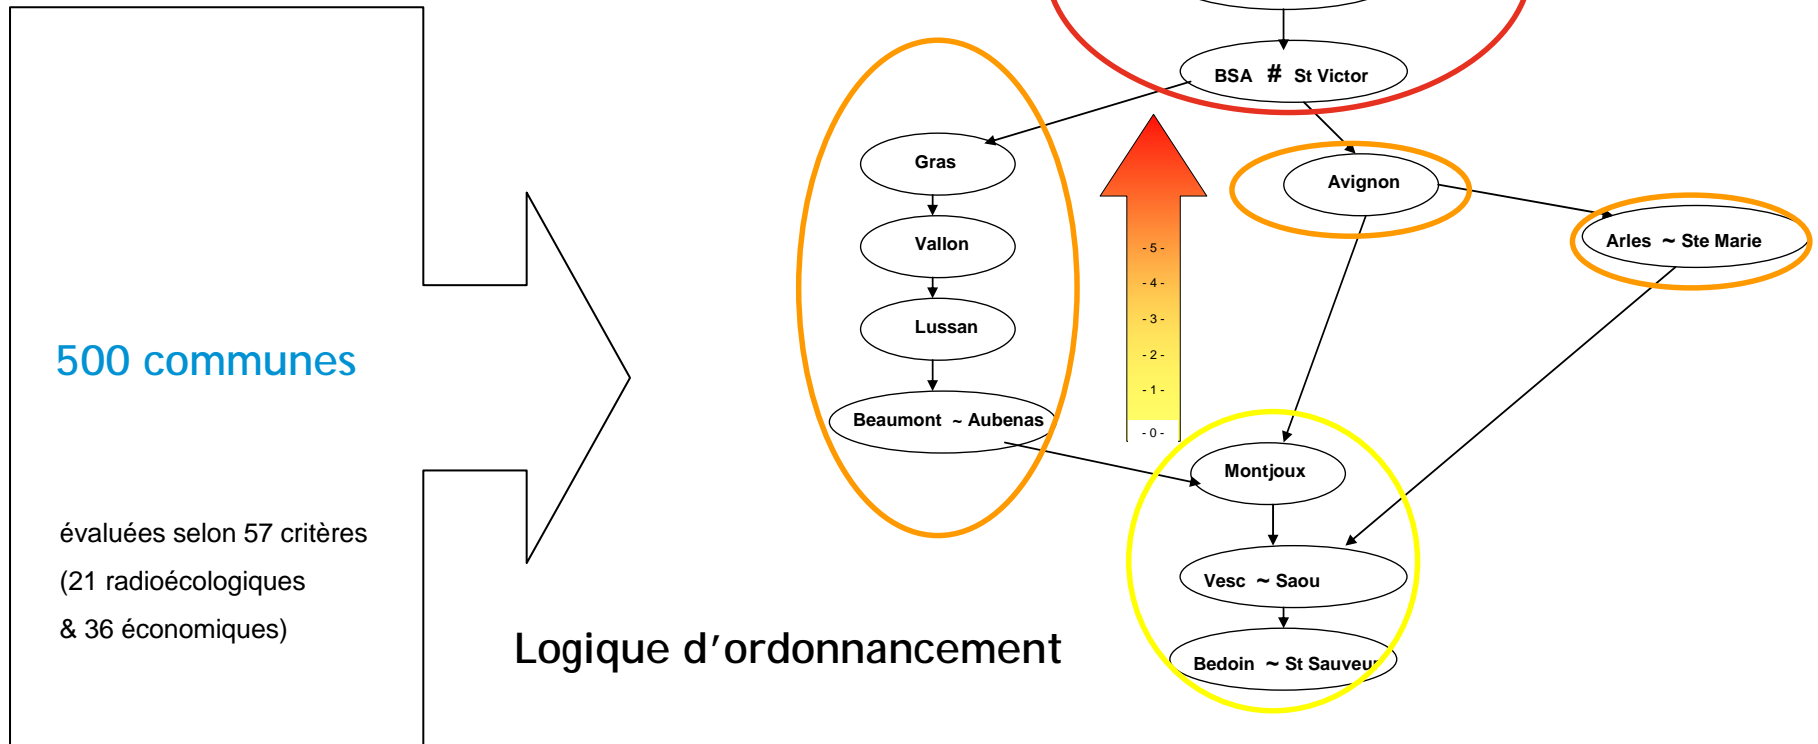 500 communes
évaluées selon 57 critères
(21 radioécologiques
& 36 économiques)
Logique d'ordonnancement
BSA # St Victor
Gras
Vallon
Lussan
Beaumont ~ Aubenas
Avignon
Arles ~ Ste Marie
- 5 -
- 4 -
- 3 -
- 2 -
- 1 -
- 0 -
Montjoux
Vesc ~ Saou
Bedoin ~ St Sauveur